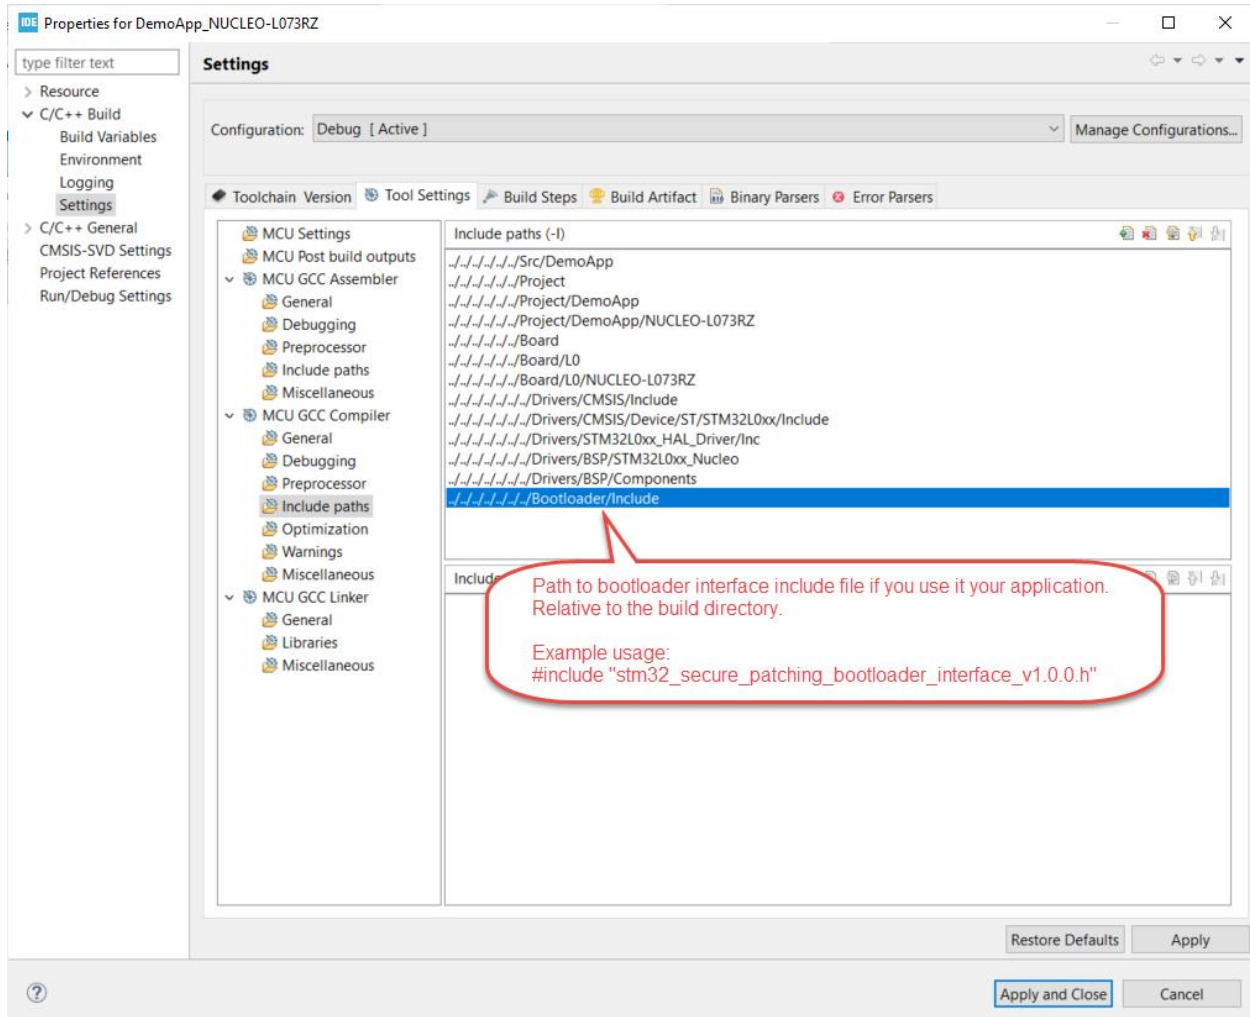 IDE Properties for DemoApp_NUCLEO-L073RZ
type filter text
Settings
Resource
C/C++ Build
Build Variables
Environment
Logging
Settings
C/C++ General
CMSIS-SVD Settings
Project References
Run/Debug Settings
Configuration: Debug [ Active ]
Manage Configurations...
Toolchain Version Tool Settings Build Steps Build Artifact Binary Parsers Error Parsers
MCU Settings
MCU Post build outputs
MCU GCC Assembler
General
Debugging
Preprocessor
Include paths
Miscellaneous
MCU GCC Compiler
General
Debugging
Preprocessor
Include paths
Optimization
Warnings
Miscellaneous
MCU GCC Linker
General
Libraries
Miscellaneous
Include paths (-I)
../../../../../../Src/DemoApp
../../../../../../Project
../../../../../../Project/DemoApp
../../../../../../Project/DemoApp/NUCLEO-L073RZ
../../../../../../Board
../../../../../../Board/L0
../../../../../../Board/L0/NUCLEO-L073RZ
../../../../../../../Drivers/CMSIS/Include
../../../../../../../Drivers/CMSIS/Device/ST/STM32L0xx/Include
../../../../../../../Drivers/STM32L0xx_HAL_Driver/Inc
../../../../../../../Drivers/BSP/STM32L0xx_Nucleo
../../../../../../../Drivers/BSP/Components
../../../../../../../Bootloader/Include
Include
Path to bootloader interface include file if you use it your application.
Relative to the build directory.
Example usage:
#include "stm32_secure_patching_bootloader_interface_v1.0.0.h"
Restore Defaults
Apply
Apply and Close
Cancel